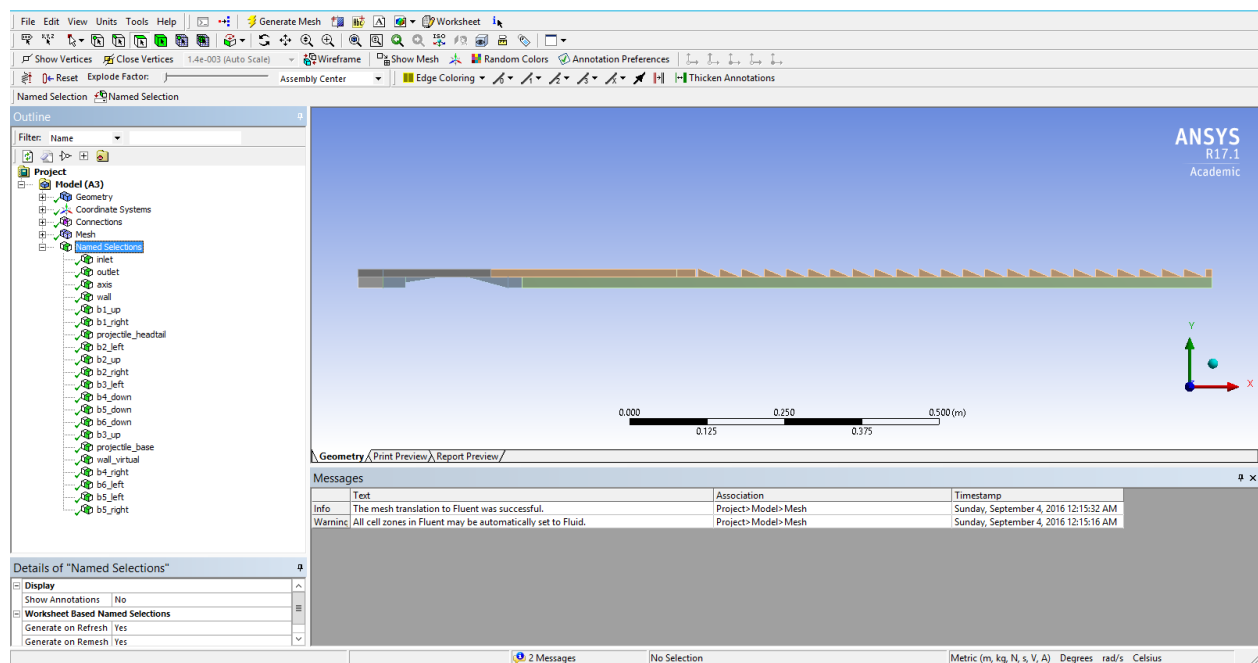 File Edit View Units Tools Help Generate Mesh A Worksheet
Show Vertices Close Vertices 1.4e-003 (Auto Scale) Wireframe Show Mesh Random Colors Annotation Preferences
Reset Explode Factor: Assembly Center Edge Coloring Thicken Annotations
Named Selection Named Selection
Outline
Filter: Name
Project
Model (A3)
Geometry
Coordinate Systems
Connections
Mesh
Named Selections
inlet
outlet
axis
wall
b1_up
b1_right
projectile_headtail
b2_left
b2_up
b2_right
b3_left
b4_down
b5_down
b6_down
b3_up
projectile_base
wall_virtual
b4_right
b6_left
b5_left
b5_right
Details of "Named Selections"
Display
Show Annotations No
Worksheet Based Named Selections
Generate on Refresh Yes
Generate on Remesh Yes
ANSYS
R17.1
Academic
Y
X
0.000 0.250 0.500 (m)
0.125 0.375
Geometry Print Preview Report Preview
Messages
Text Association Timestamp
Info The mesh translation to Fluent was successful. Project>Model>Mesh Sunday, September 4, 2016 12:15:32 AM
Warninc All cell zones in Fluent may be automatically set to Fluid. Project>Model>Mesh Sunday, September 4, 2016 12:15:16 AM
2 Messages No Selection Metric (m, kg, N, s, V, A) Degrees rad/s Celsius